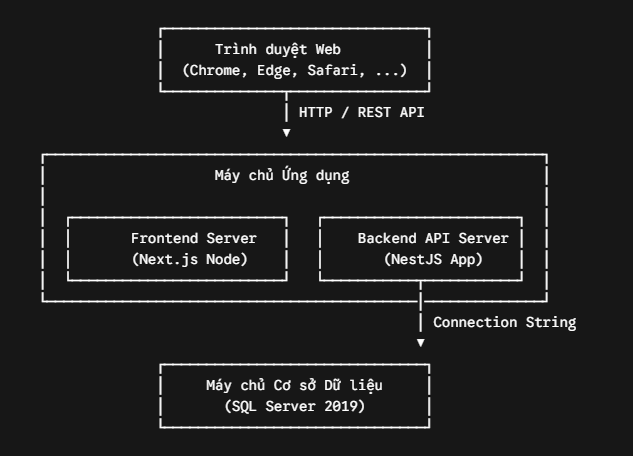 Trình duyệt Web
(Chrome, Edge, Safari, ...)
HTTP / REST API
Máy chủ Ứng dụng
Frontend Server
(Next.js Node)
Backend API Server
(NestJS App)
Connection String
Máy chủ Cơ sở Dữ liệu
(SQL Server 2019)